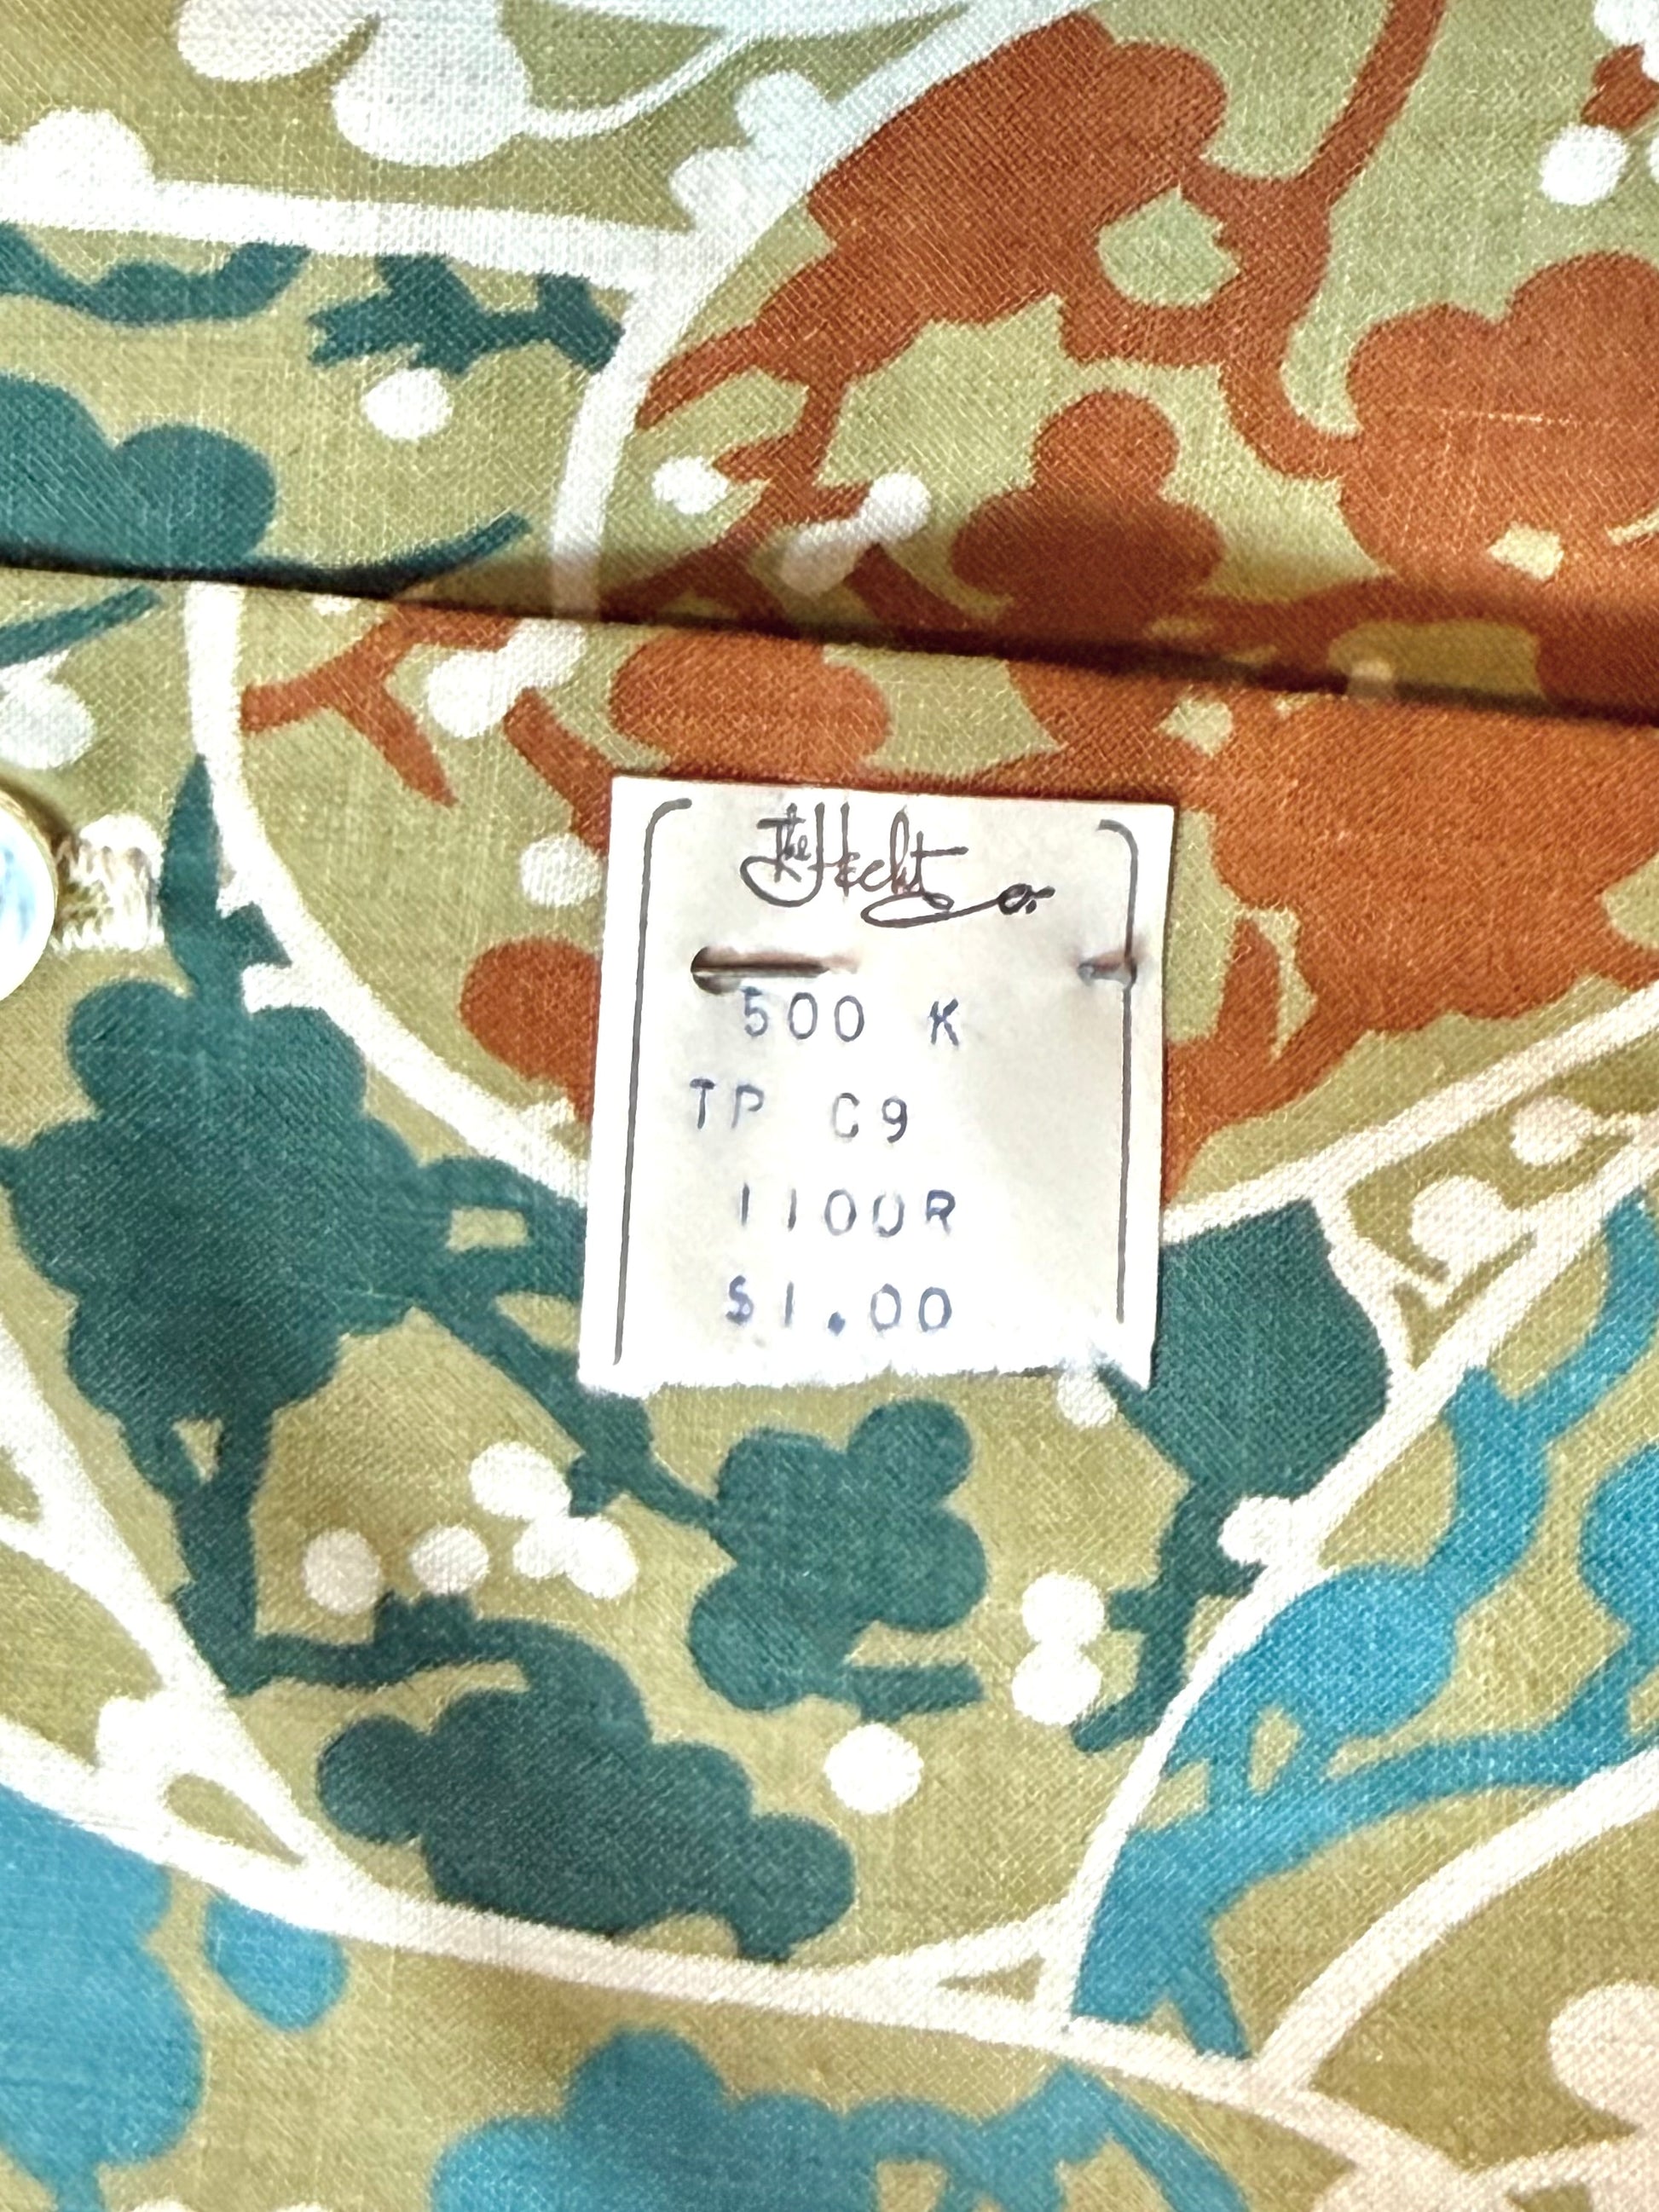 The Hecht Co.
500 K
TP C9
1100R
$1.00